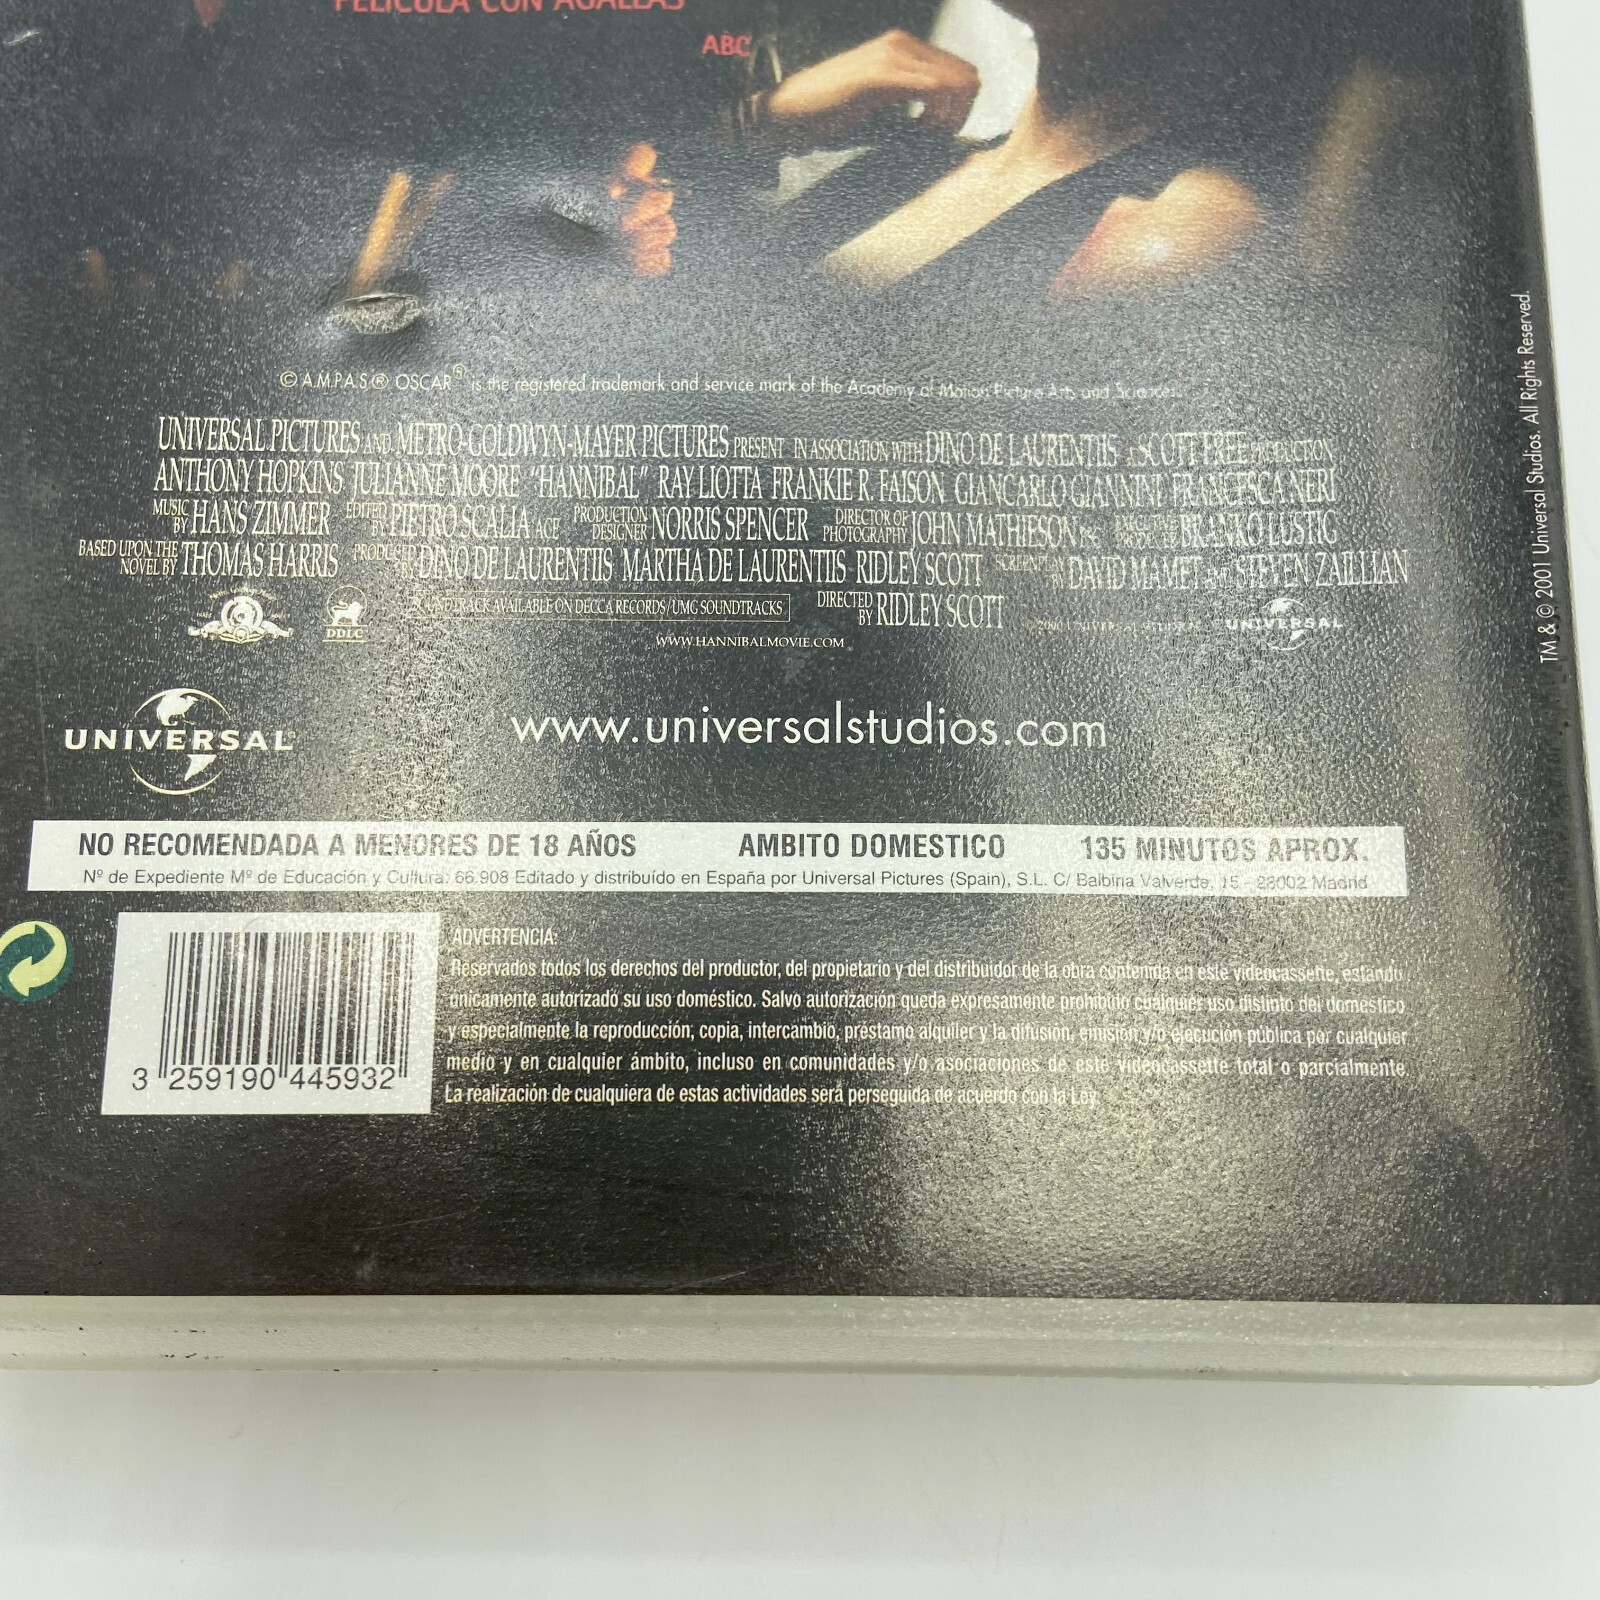 PELÍCULA CON AGALLAS
ABC
© A.M.P.A.S.® OSCAR® is the registered trademark and service mark of the Academy of Motion Picture Arts and Sciences.
UNIVERSAL PICTURES AND METRO-GOLDWYN-MAYER PICTURES PRESENT IN ASSOCIATION WITH DINO DE LAURENTIIS A SCOTT FREE PRODUCTION
ANTHONY HOPKINS JULIANNE MOORE "HANNIBAL" RAY LIOTTA FRANKIE R. FAISON GIANCARLO GIANNINI FRANCESCA NERI
MUSIC BY HANS ZIMMER EDITED BY PIETRO SCALIA ACE PRODUCTION DESIGNER NORRIS SPENCER DIRECTOR OF PHOTOGRAPHY JOHN MATHIESON EXECUTIVE PRODUCER BRANKO LUSTIG
BASED UPON THE NOVEL BY THOMAS HARRIS PRODUCED BY DINO DE LAURENTIIS MARTHA DE LAURENTIIS RIDLEY SCOTT SCREENPLAY BY DAVID MAMET AND STEVEN ZAILLIAN
DDLC SOUNDTRACK AVAILABLE ON DECCA RECORDS/UMG SOUNDTRACKS DIRECTED BY RIDLEY SCOTT © 2000 UNIVERSAL STUDIOS UNIVERSAL
WWW.HANNIBALMOVIE.COM
TM & © 2001 Universal Studios. All Rights Reserved.
UNIVERSAL
www.universalstudios.com
NO RECOMENDADA A MENORES DE 18 AÑOS AMBITO DOMESTICO 135 MINUTOS APROX.
Nº de Expediente Mº de Educación y Cultura: 66.908 Editado y distribuído en España por Universal Pictures (Spain), S.L. C/ Balbina Valverde, 15 - 28002 Madrid
ADVERTENCIA:
Reservados todos los derechos del productor, del propietario y del distribuidor de la obra contenida en este videocassette, estando
únicamente autorizado su uso doméstico. Salvo autorización queda expresamente prohibido cualquier uso distinto del domestico
y especialmente la reproducción, copia, intercambio, préstamo alquiler y la difusión, emisión y/o ejecución pública por cualquier
medio y en cualquier ámbito, incluso en comunidades y/o asociaciones de este videocassette total o parcialmente.
La realización de cualquiera de estas actividades será perseguida de acuerdo con la Ley.
3 259190 445932